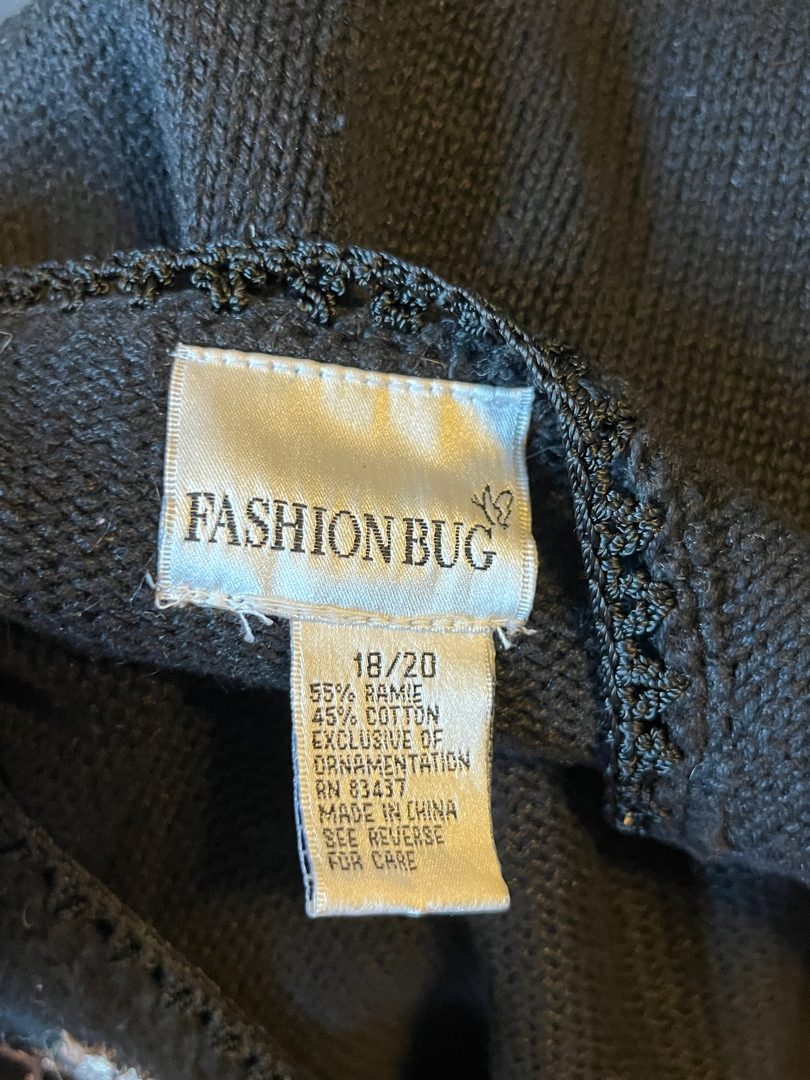 FASHION BUG
18/20
55% RAMIE
45% COTTON
EXCLUSIVE OF
ORNAMENTATION
RN 83437
MADE IN CHINA
SEE REVERSE
FOR CARE